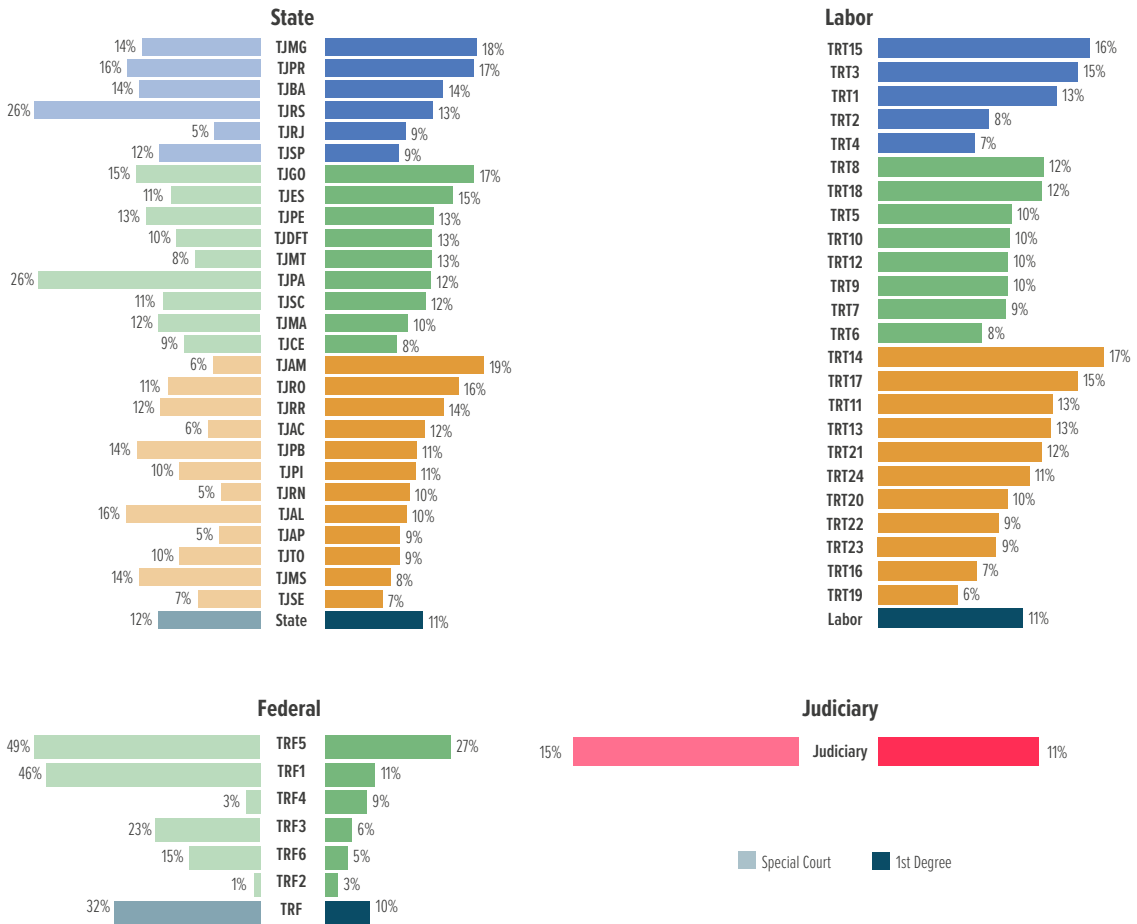 State
14% TJMG 18%
16% TJPR 17%
14% TJBA 14%
26% TJRS 13%
5% TJRJ 9%
12% TJSP 9%
15% TJGO 17%
11% TJES 15%
13% TJPE 13%
10% TJDFT 13%
8% TJMT 13%
26% TJPA 12%
11% TJSC 12%
12% TJMA 10%
9% TJCE 8%
6% TJAM 19%
11% TJRO 16%
12% TJRR 14%
6% TJAC 12%
14% TJPB 11%
10% TJPI 11%
5% TJRN 10%
16% TJAL 10%
5% TJAP 9%
10% TJTO 9%
14% TJMS 8%
7% TJSE 7%
12% State 11%
Labor
TRT15 16%
TRT3 15%
TRT1 13%
TRT2 8%
TRT4 7%
TRT8 12%
TRT18 12%
TRT5 10%
TRT10 10%
TRT12 10%
TRT9 10%
TRT7 9%
TRT6 8%
TRT14 17%
TRT17 15%
TRT11 13%
TRT13 13%
TRT21 12%
TRT24 11%
TRT20 10%
TRT22 9%
TRT23 9%
TRT16 7%
TRT19 6%
Labor 11%
Federal
49% TRF5 27%
46% TRF1 11%
3% TRF4 9%
23% TRF3 6%
15% TRF6 5%
1% TRF2 3%
32% TRF 10%
Judiciary
15% Judiciary 11%
Special Court
1st Degree